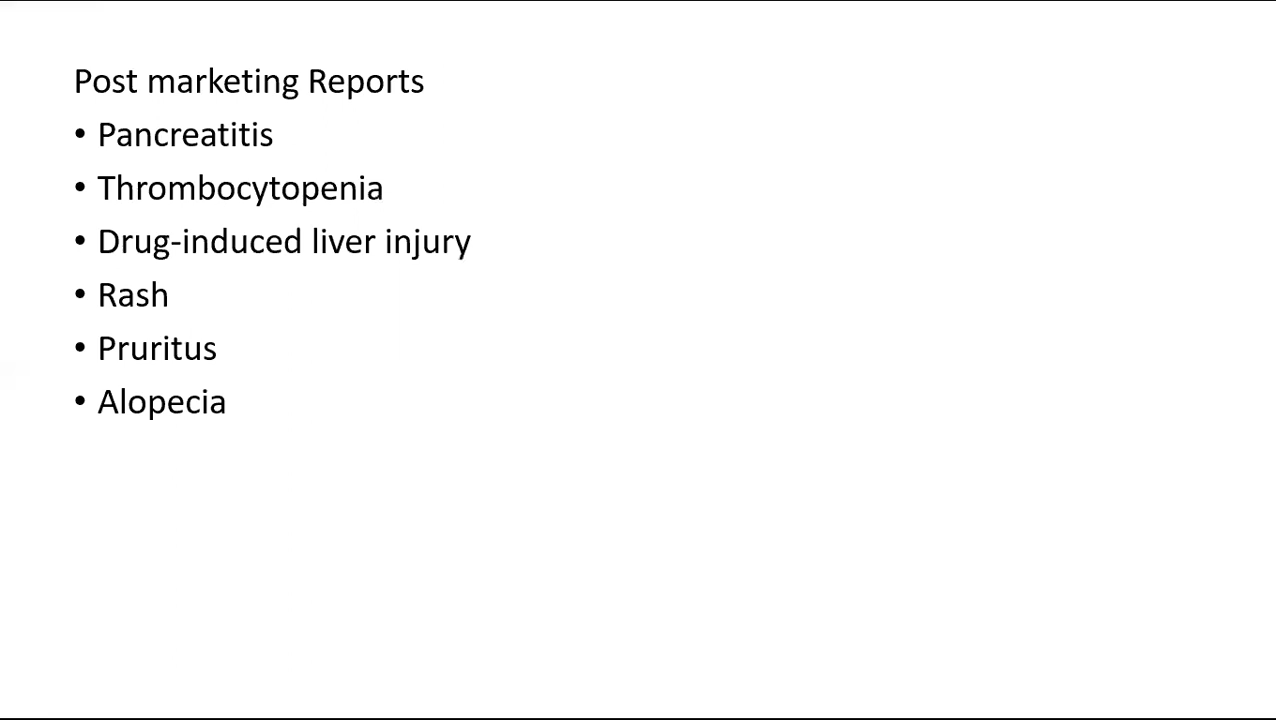 Post marketing Reports
• Pancreatitis
• Thrombocytopenia
• Drug-induced liver injury
• Rash
• Pruritus
• Alopecia